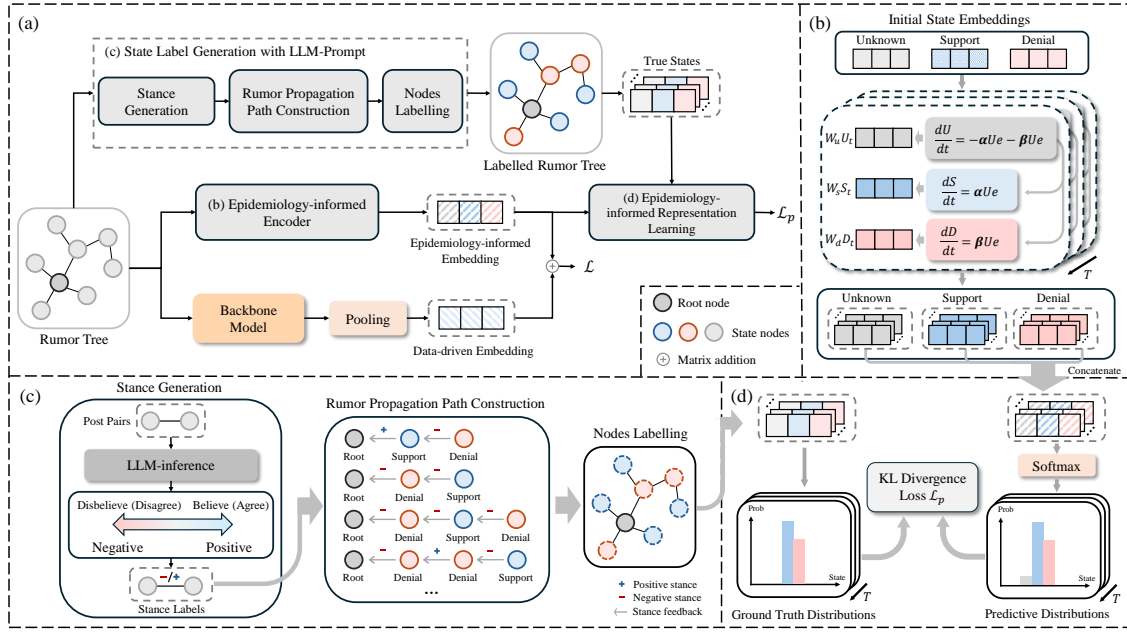 (a)
(c) State Label Generation with LLM-Prompt
Stance
Generation
Rumor Propagation
Path Construction
Nodes
Labelling
Labelled Rumor Tree
True States
(b) Epidemiology-informed
Encoder
Epidemiology-informed
Embedding
(d) Epidemiology-
informed Representation
Learning
ℒ_p
ℒ
Rumor Tree
Backbone
Model
Pooling
Data-driven Embedding
Root node
State nodes
Matrix addition
(b)
Initial State Embeddings
Unknown Support Denial
W_uU_t
dU/dt = −αUe − βUe
W_sS_t
dS/dt = αUe
W_dD_t
dD/dt = βUe
T
Unknown Support Denial
Concatenate
(c)
Stance Generation
Post Pairs
LLM-inference
Disbelieve (Disagree) Believe (Agree)
Negative Positive
−/+
Stance Labels
Rumor Propagation Path Construction
+ −
Root Support Denial
− −
Root Denial Support
− − −
Root Denial Support Denial
− + −
Root Denial Denial Support
...
+ Positive stance
− Negative stance
Stance feedback
Nodes Labelling
(d)
KL Divergence
Loss ℒ_p
Softmax
Prob
State
T
Ground Truth Distributions
Prob
State
T
Predictive Distributions